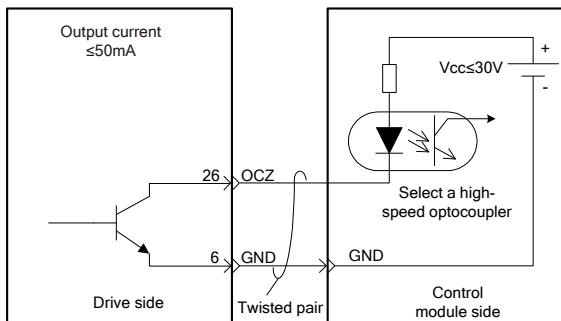 Output current
≤50mA
+
Vcc≤30V
-
26
OCZ
Select a high-
speed optocoupler
6
GND
GND
Drive side
Twisted pair
Control
module side